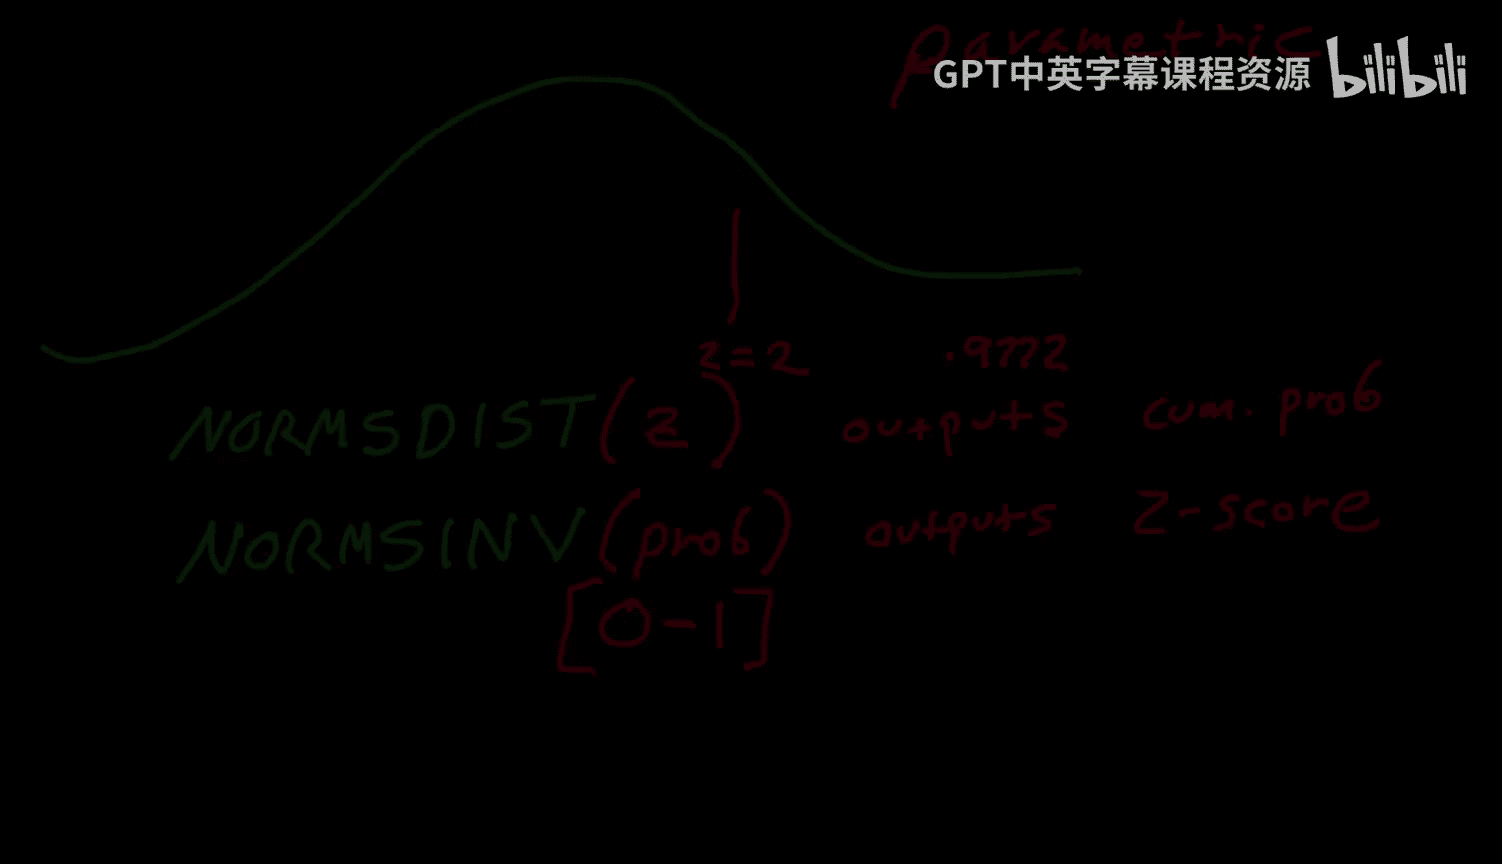 parametric
GPT中英字幕课程资源 bilibili
z=2 .9772
NORMSDIST(z) outputs cum. prob
NORMSINV(prob) outputs z-score
[0-1]